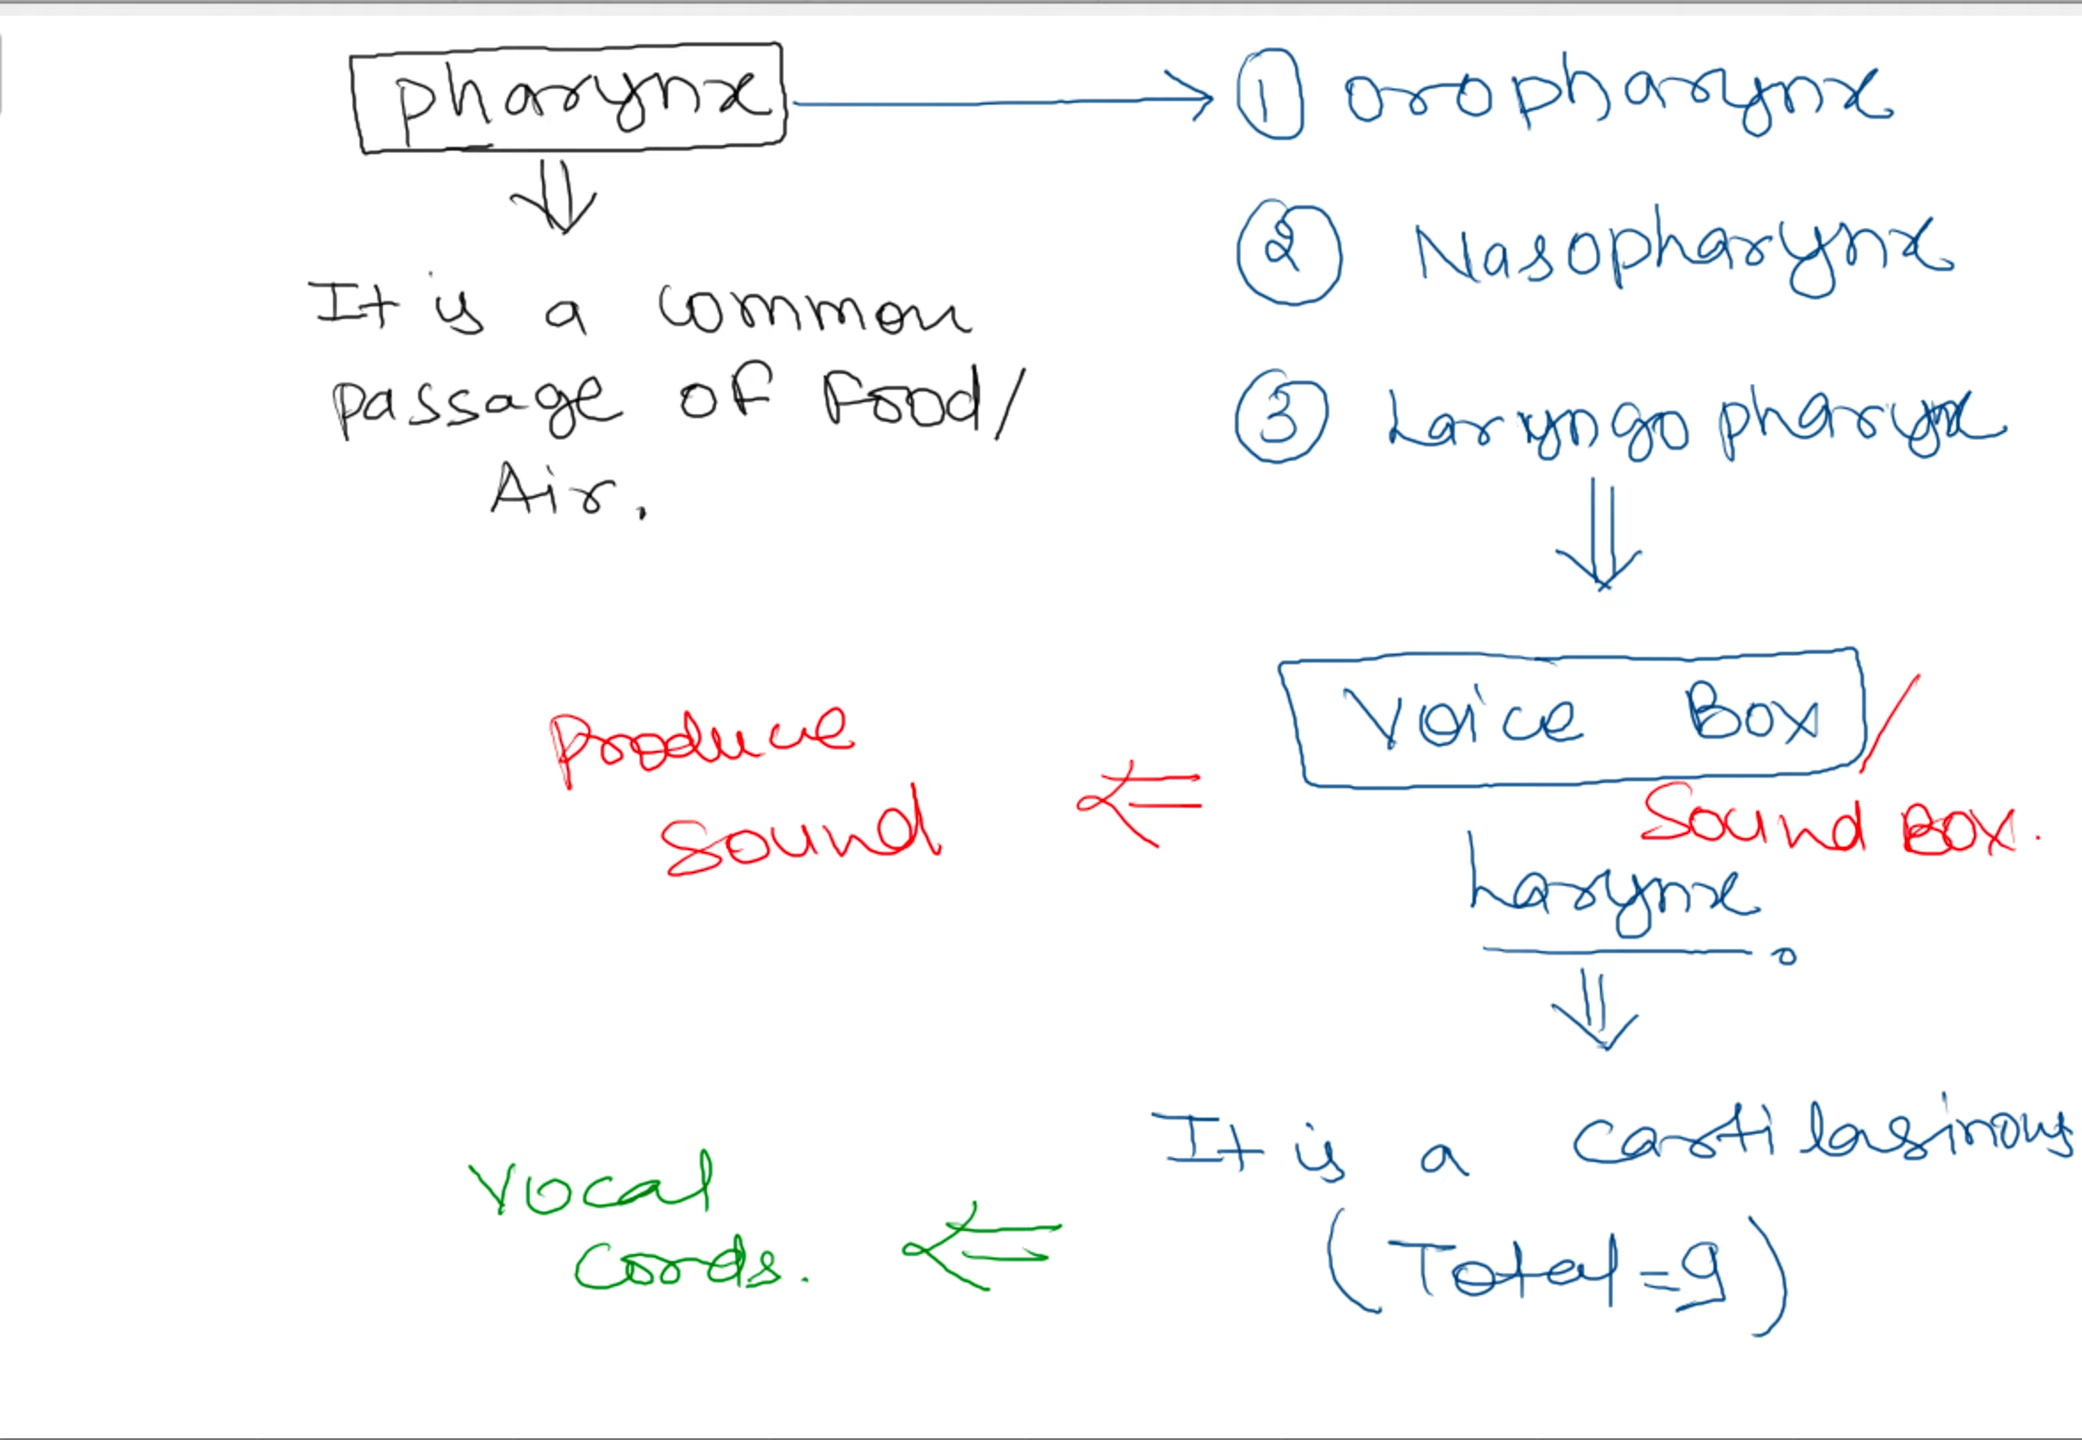 pharynx
① oropharynx
② Nasopharynx
It is a common
passage of Food/
Air.
③ Laryngopharynx
Voice Box /
Sound Box.
Produce
Sound
Larynx
It is a cartilaginous
(Total = 9)
Vocal
Cords.